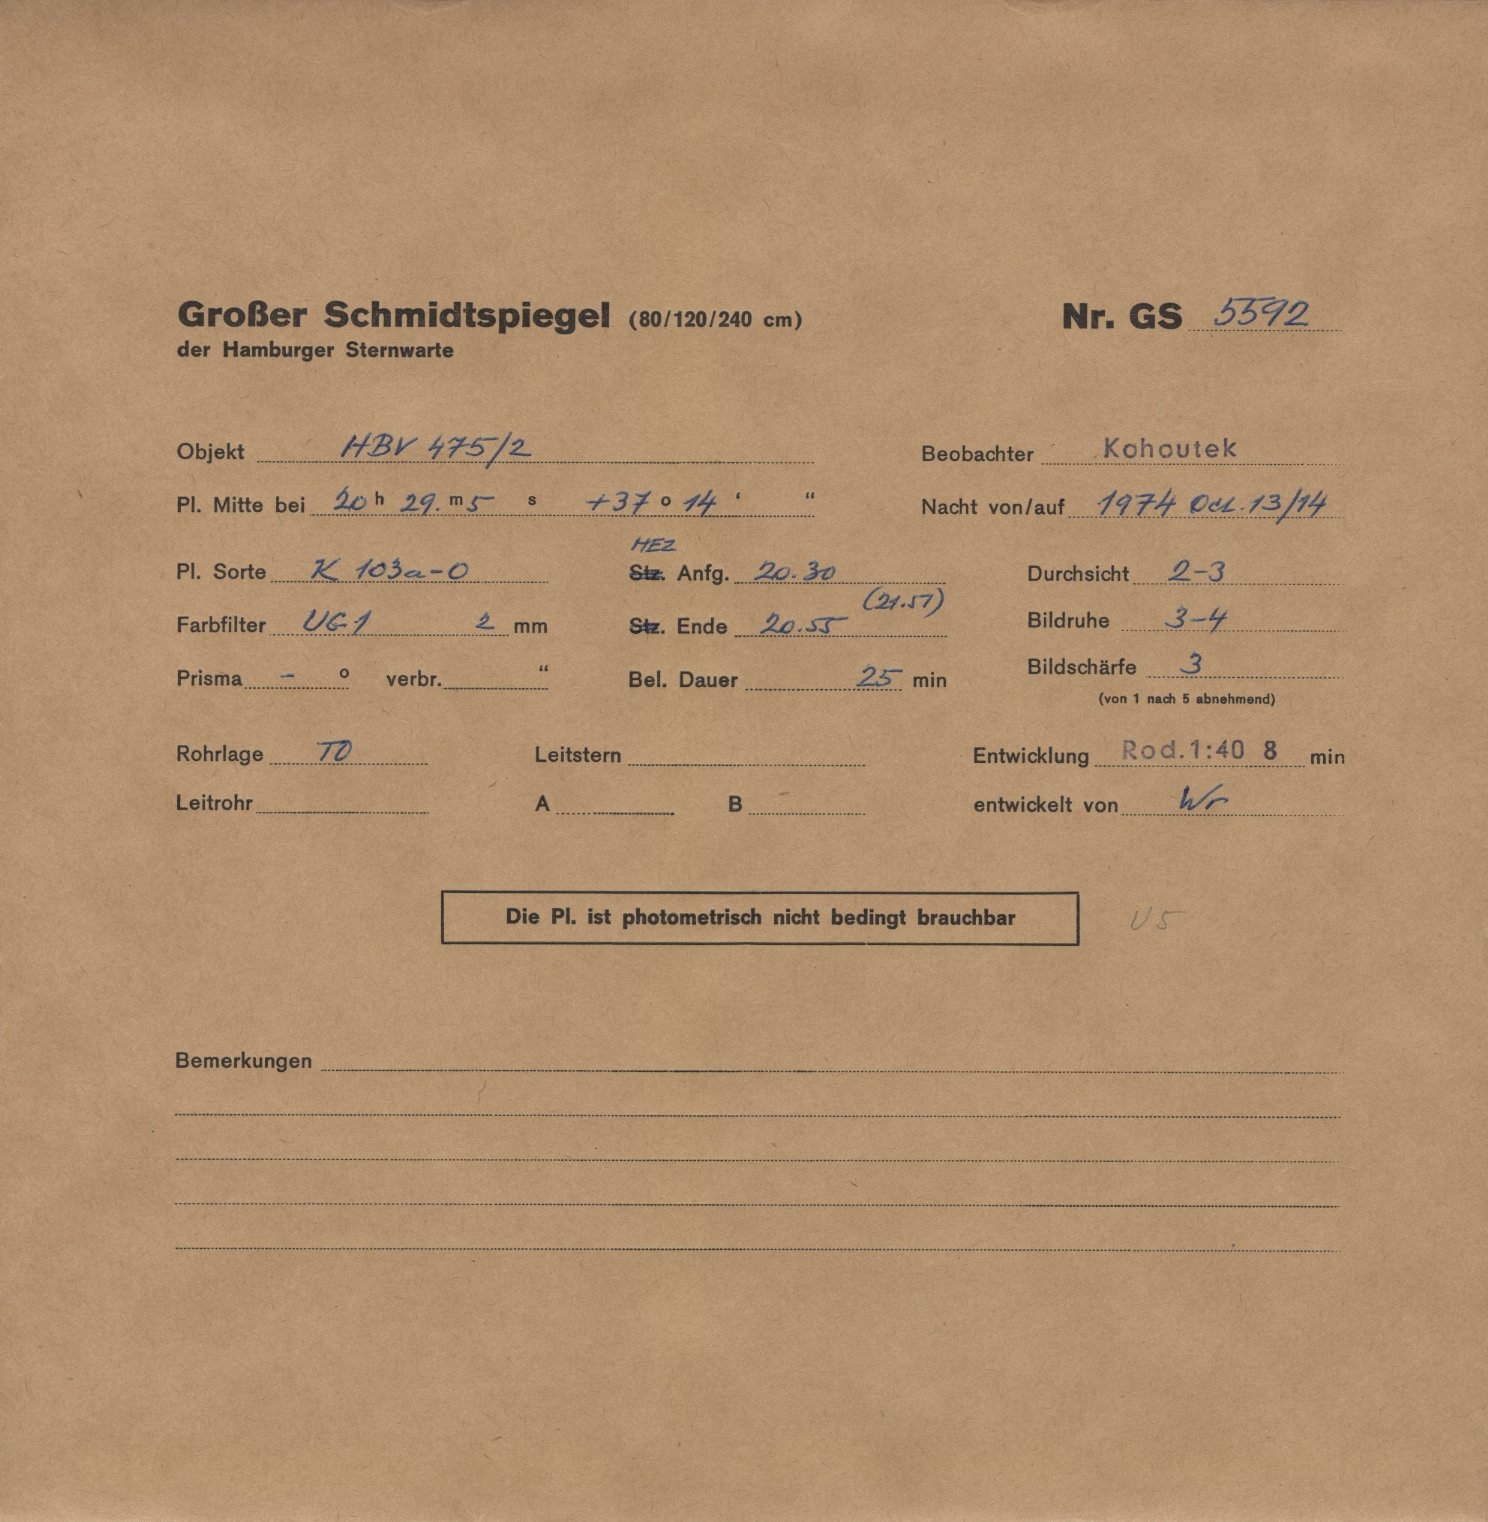 Großer Schmidtspiegel (80/120/240 cm) Nr. GS 5592
der Hamburger Sternwarte
Objekt HBV 475/2 Beobachter Kohoutek
Pl. Mitte bei 20 h 29. m 5 s +37 o 14 ‘ “ Nacht von/auf 1974 Oct. 13/14
MEZ
Pl. Sorte K 103a-O Stz. Anfg. 20.30 Durchsicht 2-3
(21.51)
Farbfilter UG1 2 mm Stz. Ende 20.55 Bildruhe 3-4
Prisma - o verbr. “ Bel. Dauer 25 min Bildschärfe 3
(von 1 nach 5 abnehmend)
Rohrlage TO Leitstern Entwicklung Rod. 1:40 8 min
Leitrohr A B entwickelt von Wr
Die Pl. ist photometrisch nicht bedingt brauchbar U5
Bemerkungen